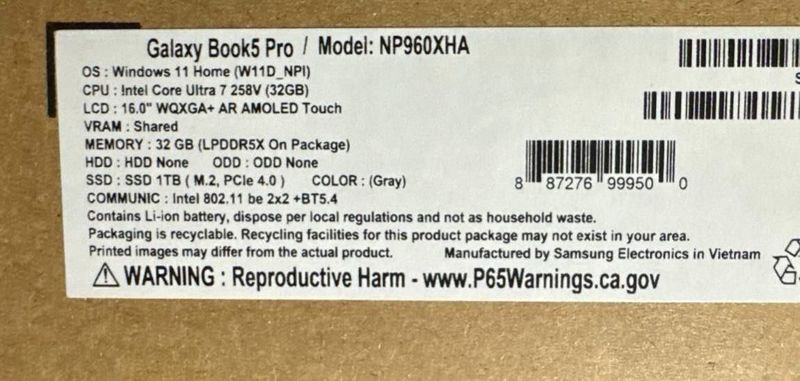 Galaxy Book5 Pro / Model: NP960XHA
OS : Windows 11 Home (W11D_NPI)
CPU : Intel Core Ultra 7 258V (32GB)
LCD : 16.0" WQXGA+ AR AMOLED Touch
VRAM : Shared
MEMORY : 32 GB (LPDDR5X On Package)
HDD : HDD None ODD : ODD None
SSD : SSD 1TB ( M.2, PCIe 4.0 ) COLOR : (Gray)
COMMUNIC : Intel 802.11 be 2x2 +BT5.4
8 87276 99950 0
Contains Li-ion battery, dispose per local regulations and not as household waste.
Packaging is recyclable. Recycling facilities for this product package may not exist in your area.
Printed images may differ from the actual product. Manufactured by Samsung Electronics in Vietnam
WARNING : Reproductive Harm - www.P65Warnings.ca.gov